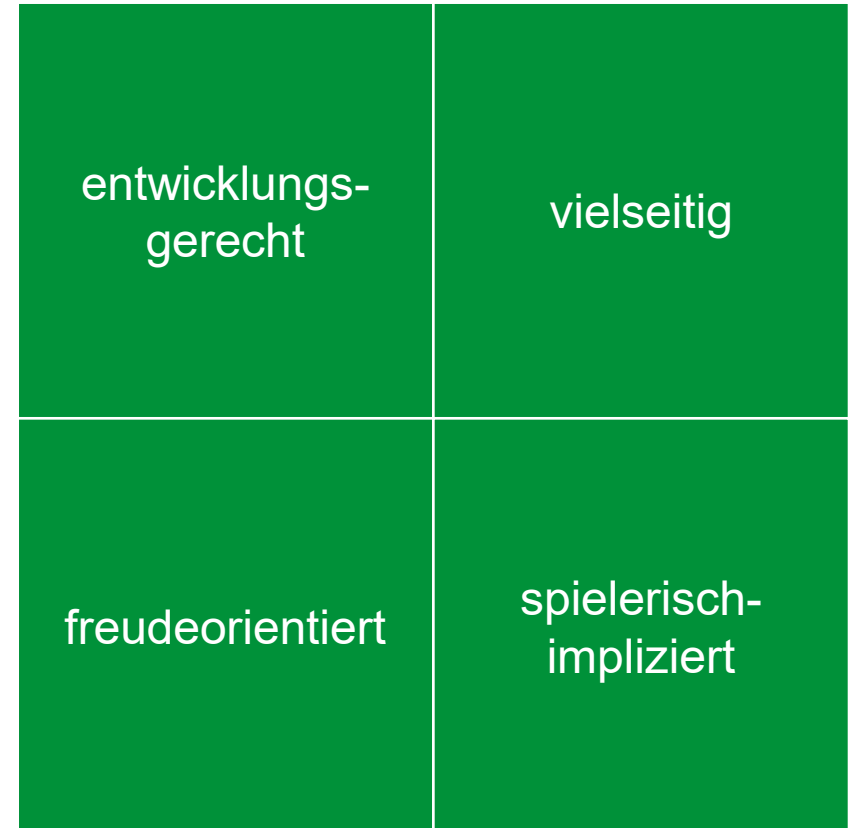 entwicklungs-
gerecht
vielseitig
freudeorientiert
spielerisch-
impliziert